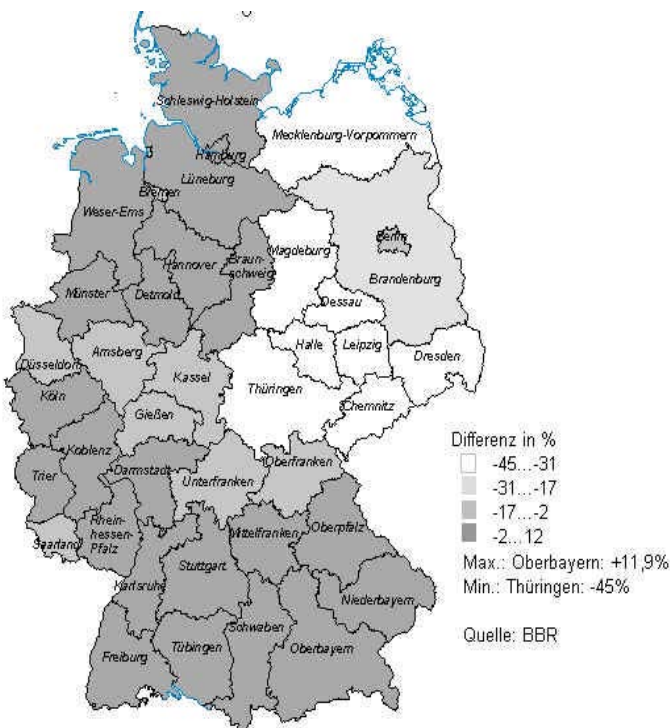 Schleswig-Holstein
Mecklenburg-Vorpommern
Hamburg
Lüneburg
Bremen
Weser-Ems
Berlin
Magdeburg
Hannover
Braun-
schweig
Brandenburg
Münster
Detmold
Dessau
Düsseldorf
Arnsberg
Halle
Leipzig
Dresden
Kassel
Köln
Thüringen
Chemnitz
Gießen
Koblenz
Differenz in %
-45...-31
Trier
Darmstadt
Unterfranken
Oberfranken
-31...-17
-17...-2
-2...12
Saarland
Rhein-
hessen-
Pfalz
Mittelfranken
Oberpfalz
Max.: Oberbayern: +11,9%
Min.: Thüringen: -45%
Karlsruhe
Stuttgart
Niederbayern
Quelle: BBR
Freiburg
Tübingen
Schwaben
Oberbayern